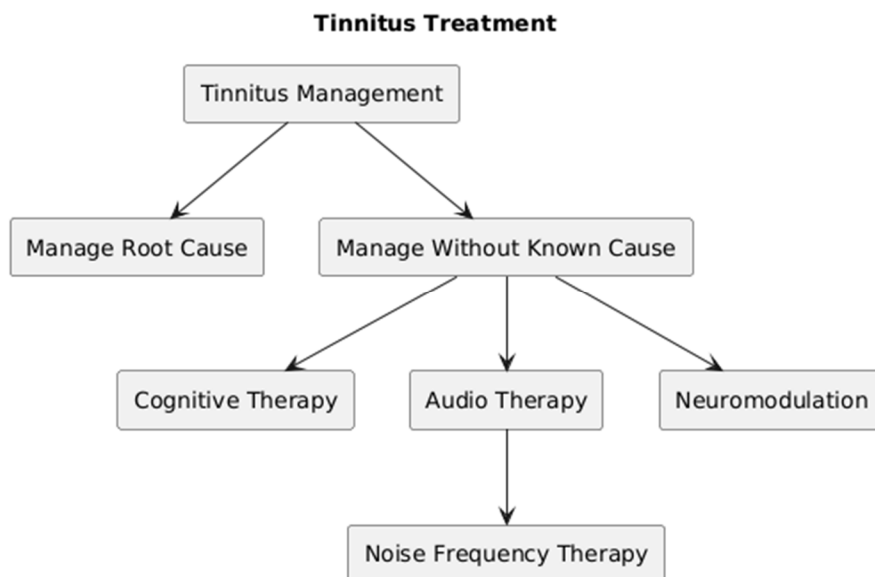 Tinnitus Treatment
Tinnitus Management
Manage Root Cause
Manage Without Known Cause
Cognitive Therapy
Audio Therapy
Neuromodulation
Noise Frequency Therapy